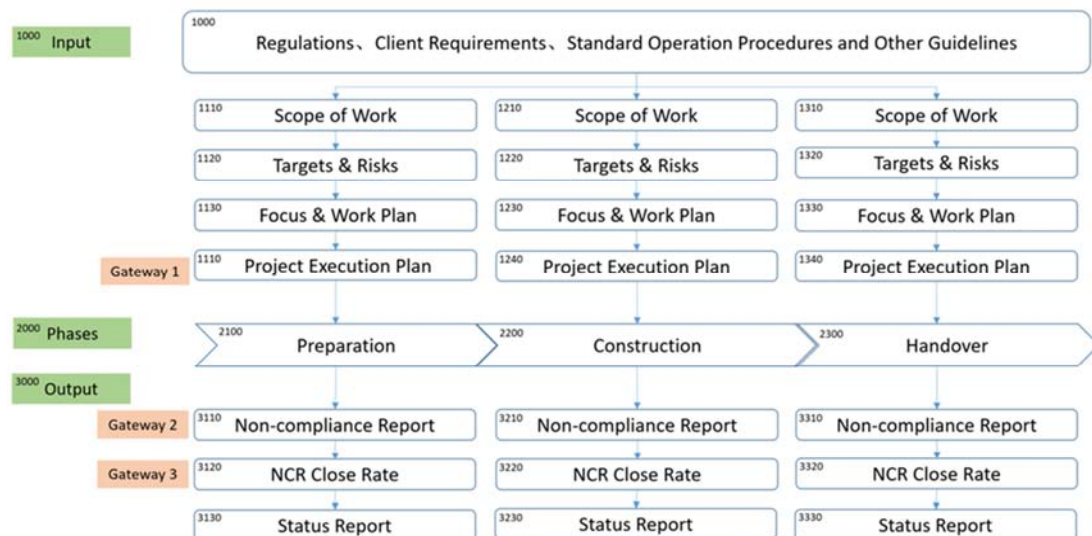 1000 Input
1000
Regulations、Client Requirements、Standard Operation Procedures and Other Guidelines
1110 Scope of Work
1210 Scope of Work
1310 Scope of Work
1120 Targets & Risks
1220 Targets & Risks
1320 Targets & Risks
1130 Focus & Work Plan
1230 Focus & Work Plan
1330 Focus & Work Plan
Gateway 1
1110 Project Execution Plan
1240 Project Execution Plan
1340 Project Execution Plan
2000 Phases
2100 Preparation
2200 Construction
2300 Handover
3000 Output
Gateway 2
3110 Non-compliance Report
3210 Non-compliance Report
3310 Non-compliance Report
Gateway 3
3120 NCR Close Rate
3220 NCR Close Rate
3320 NCR Close Rate
3130 Status Report
3230 Status Report
3330 Status Report